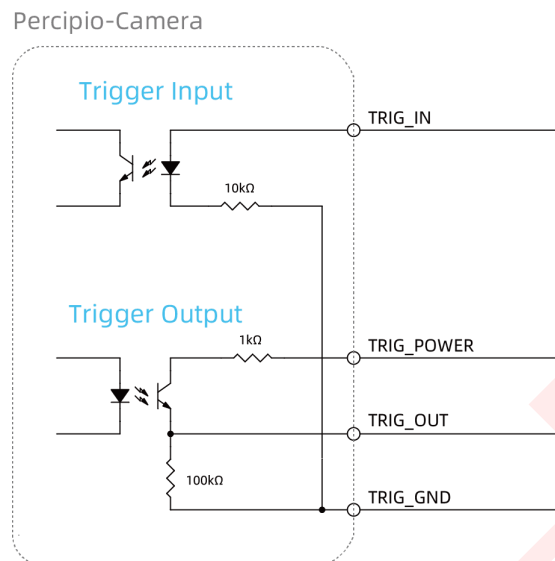 Percipio-Camera
Trigger Input
TRIG_IN
10kΩ
Trigger Output
1kΩ
TRIG_POWER
TRIG_OUT
100kΩ
TRIG_GND